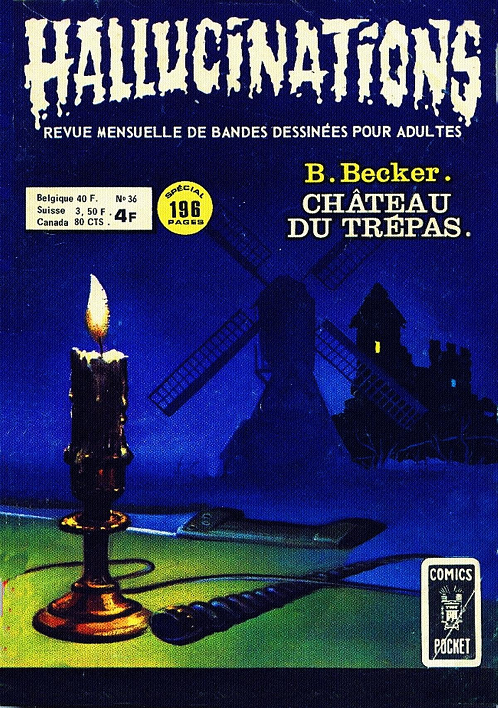 HALLUCINATIONS
REVUE MENSUELLE DE BANDES DESSINÉES POUR ADULTES
B. Becker.
CHÂTEAU
DU TRÉPAS.
Belgique 40 F. N° 36
Suisse 3,50 F. 4F
Canada 80 CTS.
SPÉCIAL
196
PAGES
COMICS
POCKET